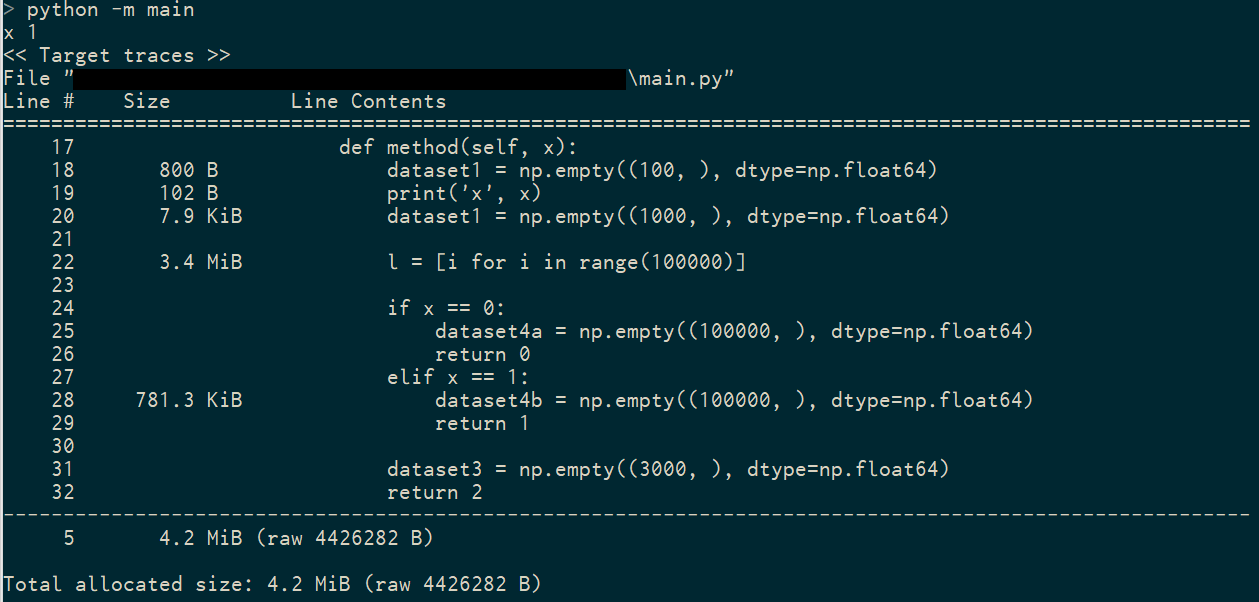 > python -m main
x 1
<< Target traces >>
File "\main.py"
Line #    Size          Line Contents
========================================================================================================
    17                      def method(self, x):
    18       800 B              dataset1 = np.empty((100, ), dtype=np.float64)
    19       102 B              print('x', x)
    20       7.9 KiB            dataset1 = np.empty((1000, ), dtype=np.float64)
    21
    22       3.4 MiB            l = [i for i in range(100000)]
    23
    24                          if x == 0:
    25                              dataset4a = np.empty((100000, ), dtype=np.float64)
    26                              return 0
    27                          elif x == 1:
    28     781.3 KiB                dataset4b = np.empty((100000, ), dtype=np.float64)
    29                              return 1
    30
    31                          dataset3 = np.empty((3000, ), dtype=np.float64)
    32                          return 2
--------------------------------------------------------------------------------------------------------
     5       4.2 MiB (raw 4426282 B)
Total allocated size: 4.2 MiB (raw 4426282 B)